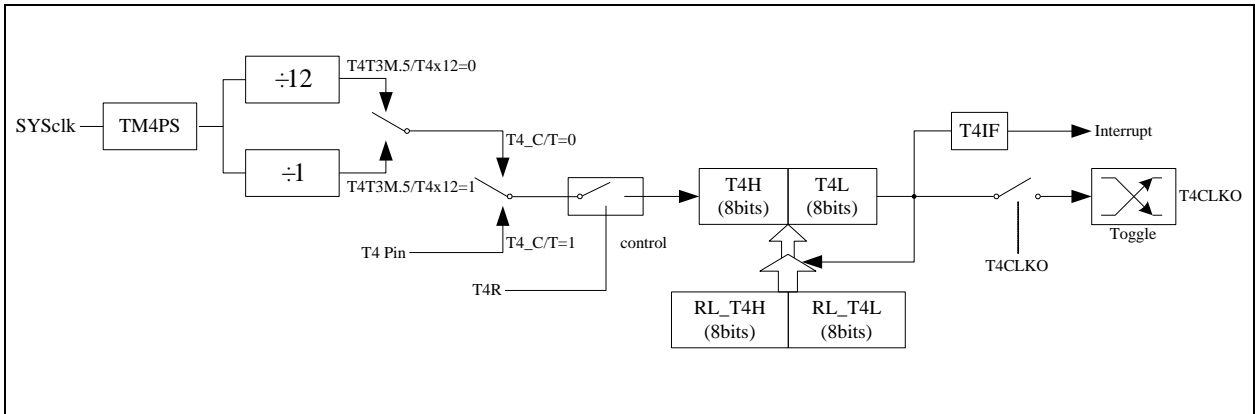 ÷12
T4T3M.5/T4x12=0
SYSclk
TM4PS
÷1
T4T3M.5/T4x12=1
T4_C/T=0
T4_C/T=1
T4 Pin
T4R
control
T4H
(8bits)
T4L
(8bits)
RL_T4H
(8bits)
RL_T4L
(8bits)
T4IF
Interrupt
T4CLKO
Toggle
T4CLKO